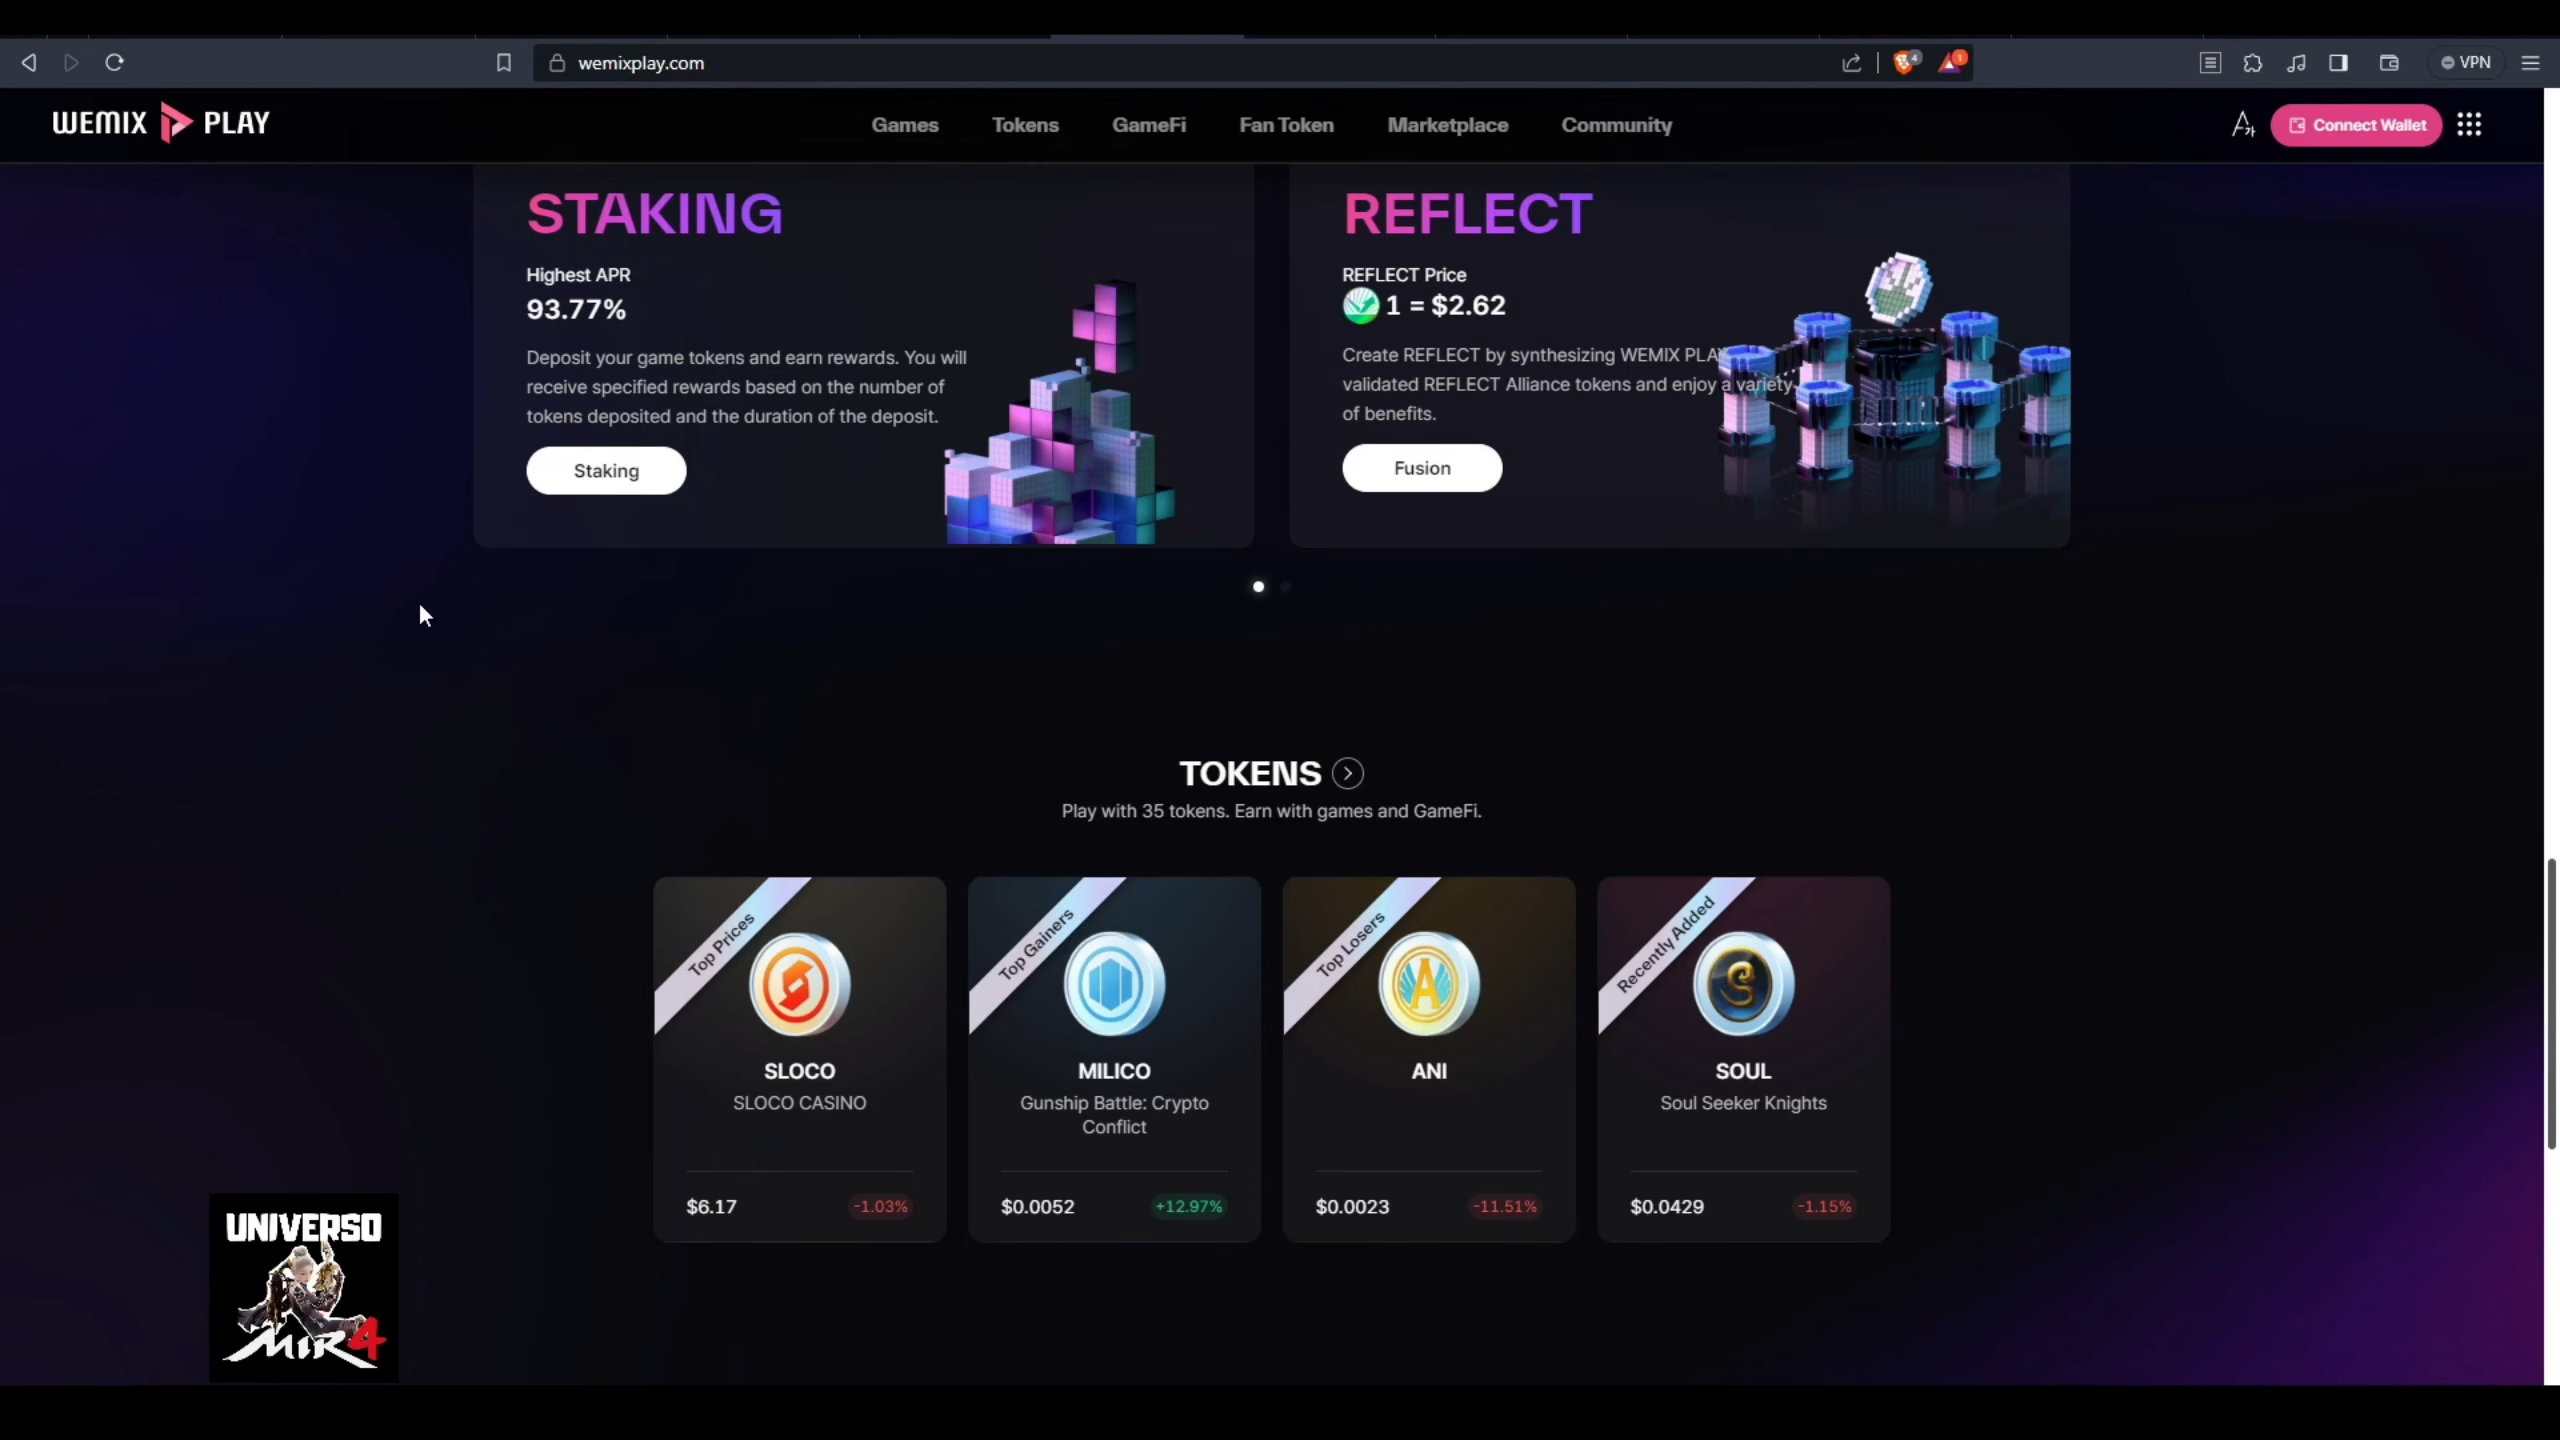 wemixplay.com
4
1
VPN
WEMIX PLAY
Games
Tokens
GameFi
Fan Token
Marketplace
Community
Connect Wallet
STAKING
Highest APR
93.77%
Deposit your game tokens and earn rewards. You will
receive specified rewards based on the number of
tokens deposited and the duration of the deposit.
Staking
REFLECT
REFLECT Price
1 = $2.62
Create REFLECT by synthesizing WEMIX
validated REFLECT Alliance tokens and enjoy a variety
of benefits.
Fusion
TOKENS
Play with 35 tokens. Earn with games and GameFi.
Top Prices
SLOCO
SLOCO CASINO
$6.17
-1.03%
Top Gainers
MILICO
Gunship Battle: Crypto
Conflict
$0.0052
+12.97%
Top Losers
ANI
$0.0023
-11.51%
Recently Added
SOUL
Soul Seeker Knights
$0.0429
-1.15%
UNIVERSO
MIR4